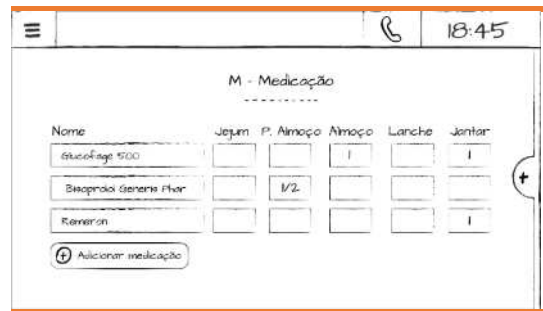 18:45
M - Medicação
Nome Jejum P. Almoço Almoço Lanche Jantar
Glucofage 500 1 1
Bisoprolol Generis Phar 1/2
Remeron 1
Adicionar medicação